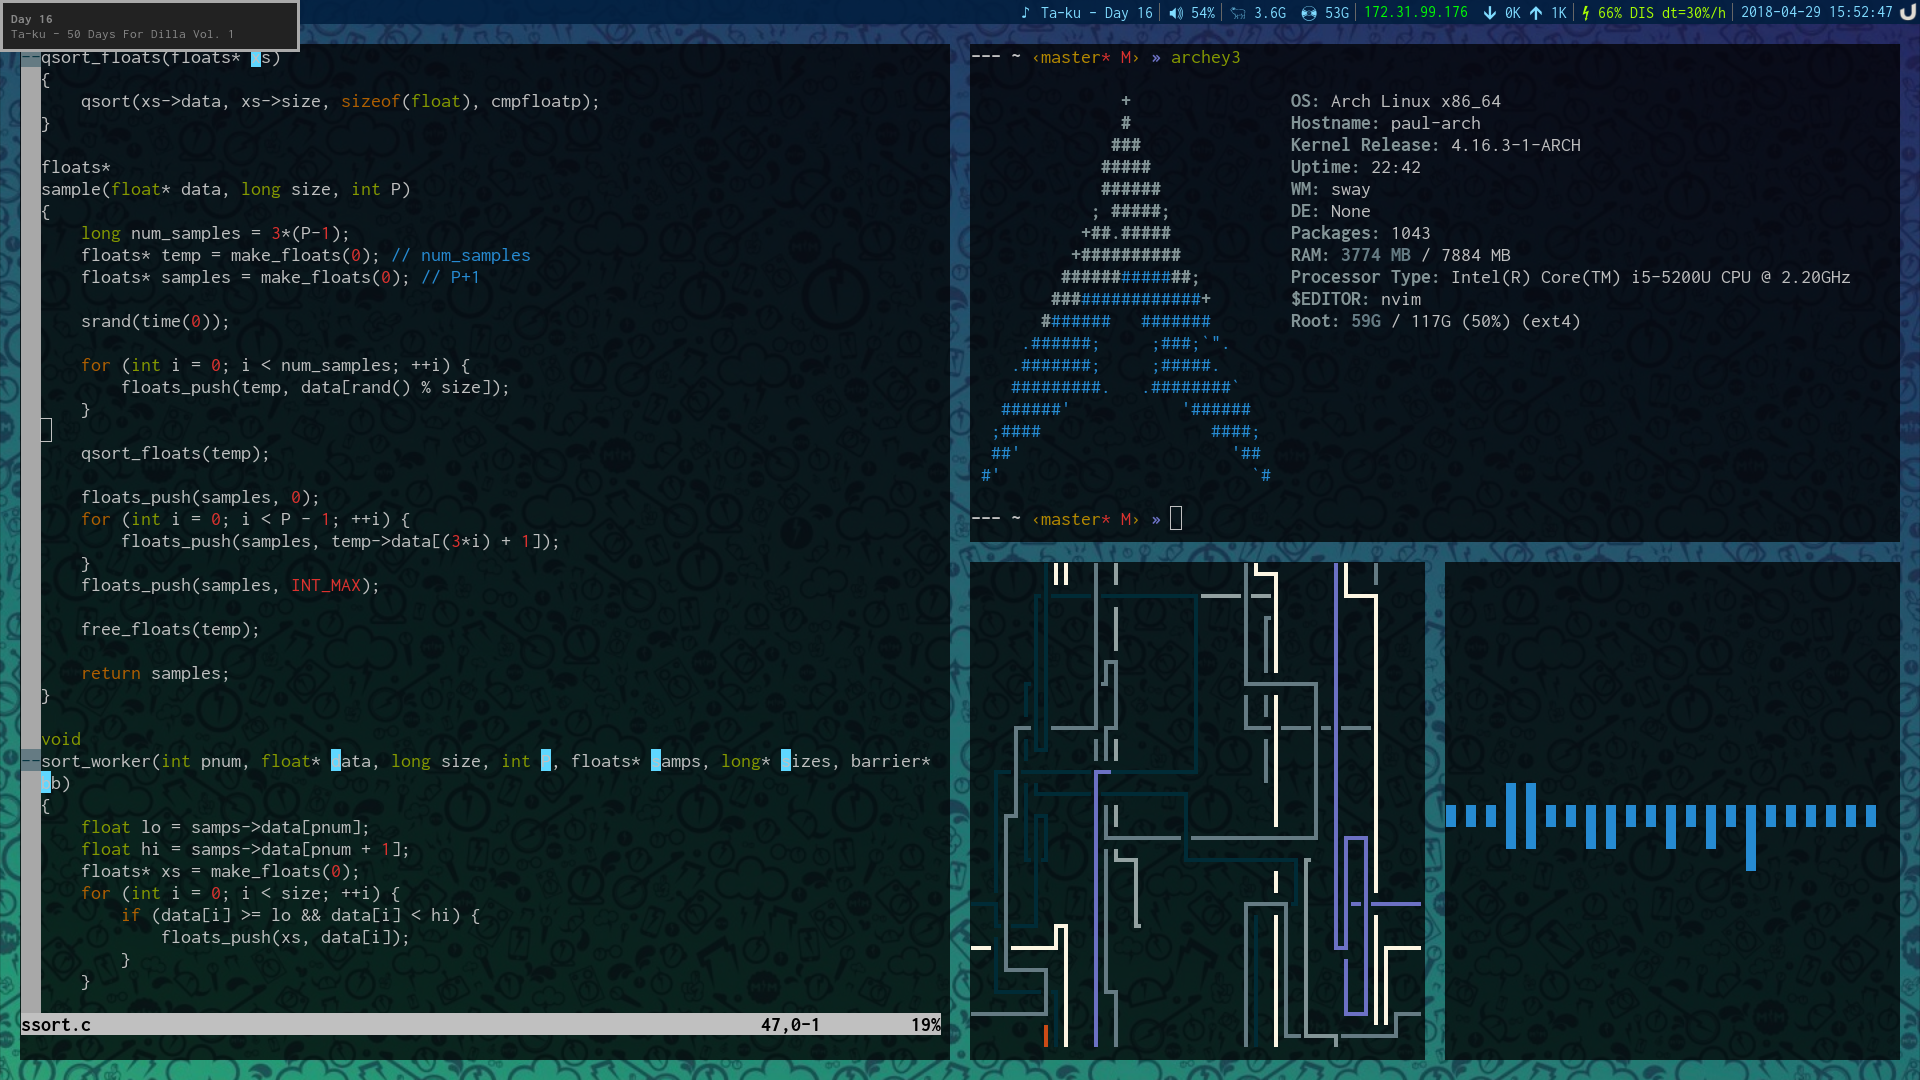 Day 16
Ta-ku - 50 Days For Dilla Vol. 1
♪ Ta-ku - Day 16 54% 3.6G 53G 172.31.99.176 0K 1K 66% DIS dt=30%/h 2018-04-29 15:52:47
--qsort_floats(floats* xs)
{
    qsort(xs->data, xs->size, sizeof(float), cmpfloatp);
}
floats*
sample(float* data, long size, int P)
{
    long num_samples = 3*(P-1);
    floats* temp = make_floats(0); // num_samples
    floats* samples = make_floats(0); // P+1
    srand(time(0));
    for (int i = 0; i < num_samples; ++i) {
        floats_push(temp, data[rand() % size]);
    }
    qsort_floats(temp);
    floats_push(samples, 0);
    for (int i = 0; i < P - 1; ++i) {
        floats_push(samples, temp->data[(3*i) + 1]);
    }
    floats_push(samples, INT_MAX);
    free_floats(temp);
    return samples;
}
void
--sort_worker(int pnum, float* data, long size, int P, floats* samps, long* sizes, barrier*
b)
{
    float lo = samps->data[pnum];
    float hi = samps->data[pnum + 1];
    floats* xs = make_floats(0);
    for (int i = 0; i < size; ++i) {
        if (data[i] >= lo && data[i] < hi) {
            floats_push(xs, data[i]);
        }
    }
ssort.c 47,0-1 19%
--- ~ ‹master* M› » archey3
               +
               #
              ###
             #####
             ######
            ; #####;
           +##.#####
          +##########
         ######## #####;
        ###############+
       #######   #######
     .######;     ;###;`".
    .#######;     ;#####.
    #########.   .########`
   ######'           '######
  ;####                 ####;
  ##'                     '##
 #'                         `#
OS: Arch Linux x86_64
Hostname: paul-arch
Kernel Release: 4.16.3-1-ARCH
Uptime: 22:42
WM: sway
DE: None
Packages: 1043
RAM: 3774 MB / 7884 MB
Processor Type: Intel(R) Core(TM) i5-5200U CPU @ 2.20GHz
$EDITOR: nvim
Root: 59G / 117G (50%) (ext4)
--- ~ ‹master* M› »